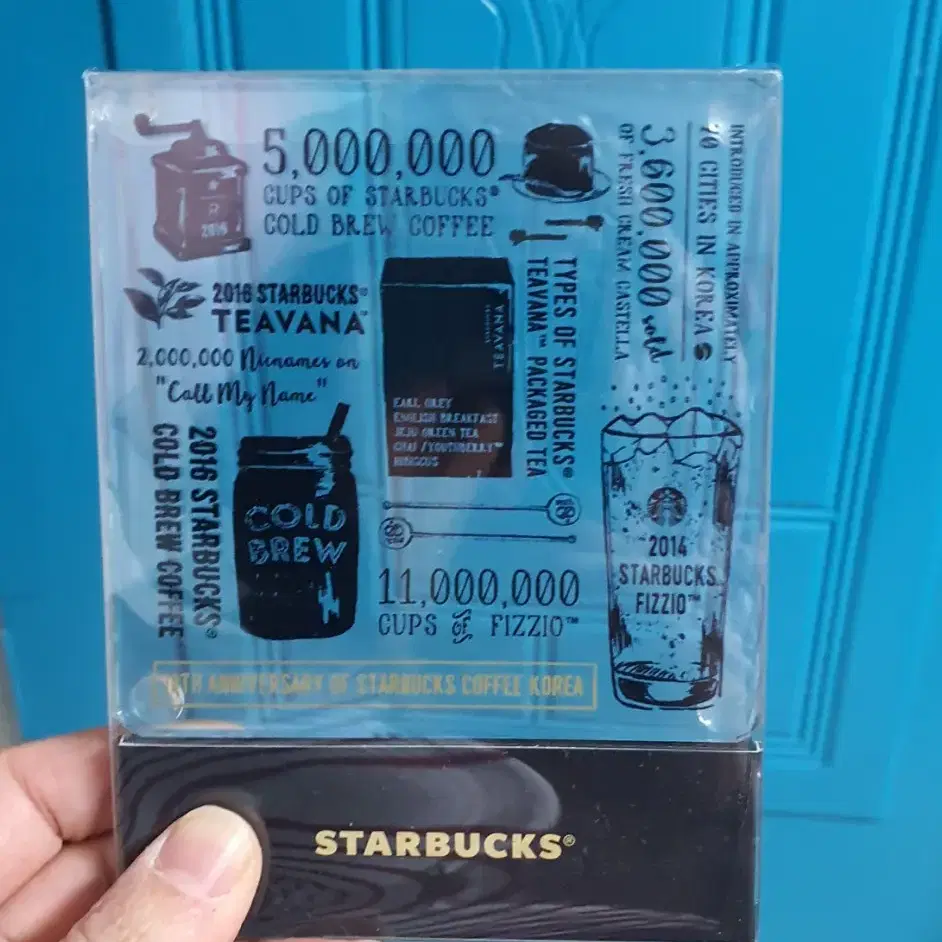 5,000,000
CUPS OF STARBUCKS®
COLD BREW COFFEE
R
2016
2016 STARBUCKS®
TEAVANA™
2,000,000 Nicnames on
"Call My Name"
2016 STARBUCKS®
COLD BREW COFFEE
COLD
BREW
TEAVANA
EARL GREY
ENGLISH BREAKFAST
JEJU GREEN TEA
CHAI / YOUTHBERRY™
HIBISCUS
TYPES OF STARBUCKS®
TEAVANA™ PACKAGED TEA
INTRODUCED IN APPROXIMATELY
70 CITIES IN KOREA
3,600,000 sold
OF FRESH CREAM CASTELLA
11,000,000
CUPS OF FIZZIO™
2014
STARBUCKS
FIZZIO™
ANNIVERSARY OF STARBUCKS COFFEE KOREA
STARBUCKS®